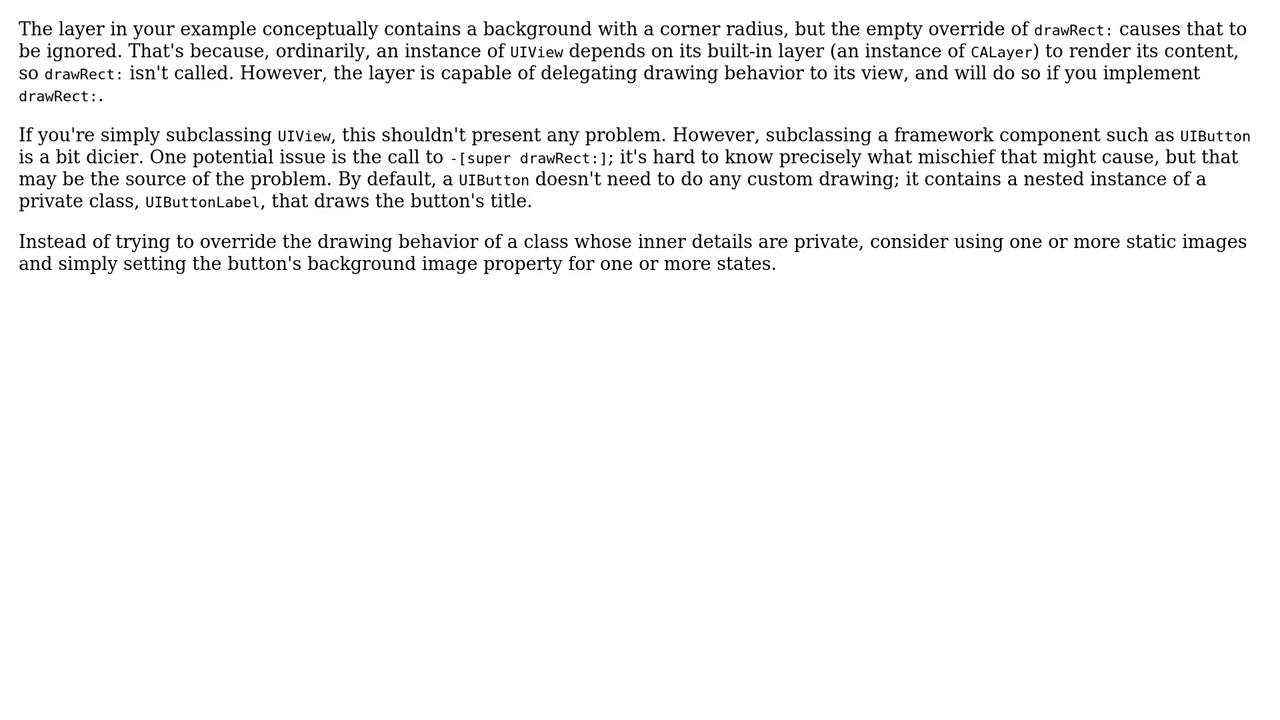 The layer in your example conceptually contains a background with a corner radius, but the empty override of drawRect: causes that to
be ignored. That's because, ordinarily, an instance of UIView depends on its built-in layer (an instance of CALayer) to render its content,
so drawRect: isn't called. However, the layer is capable of delegating drawing behavior to its view, and will do so if you implement
drawRect:.
If you're simply subclassing UIView, this shouldn't present any problem. However, subclassing a framework component such as UIButton
is a bit dicier. One potential issue is the call to -[super drawRect:]; it's hard to know precisely what mischief that might cause, but that
may be the source of the problem. By default, a UIButton doesn't need to do any custom drawing; it contains a nested instance of a
private class, UIButtonLabel, that draws the button's title.
Instead of trying to override the drawing behavior of a class whose inner details are private, consider using one or more static images
and simply setting the button's background image property for one or more states.